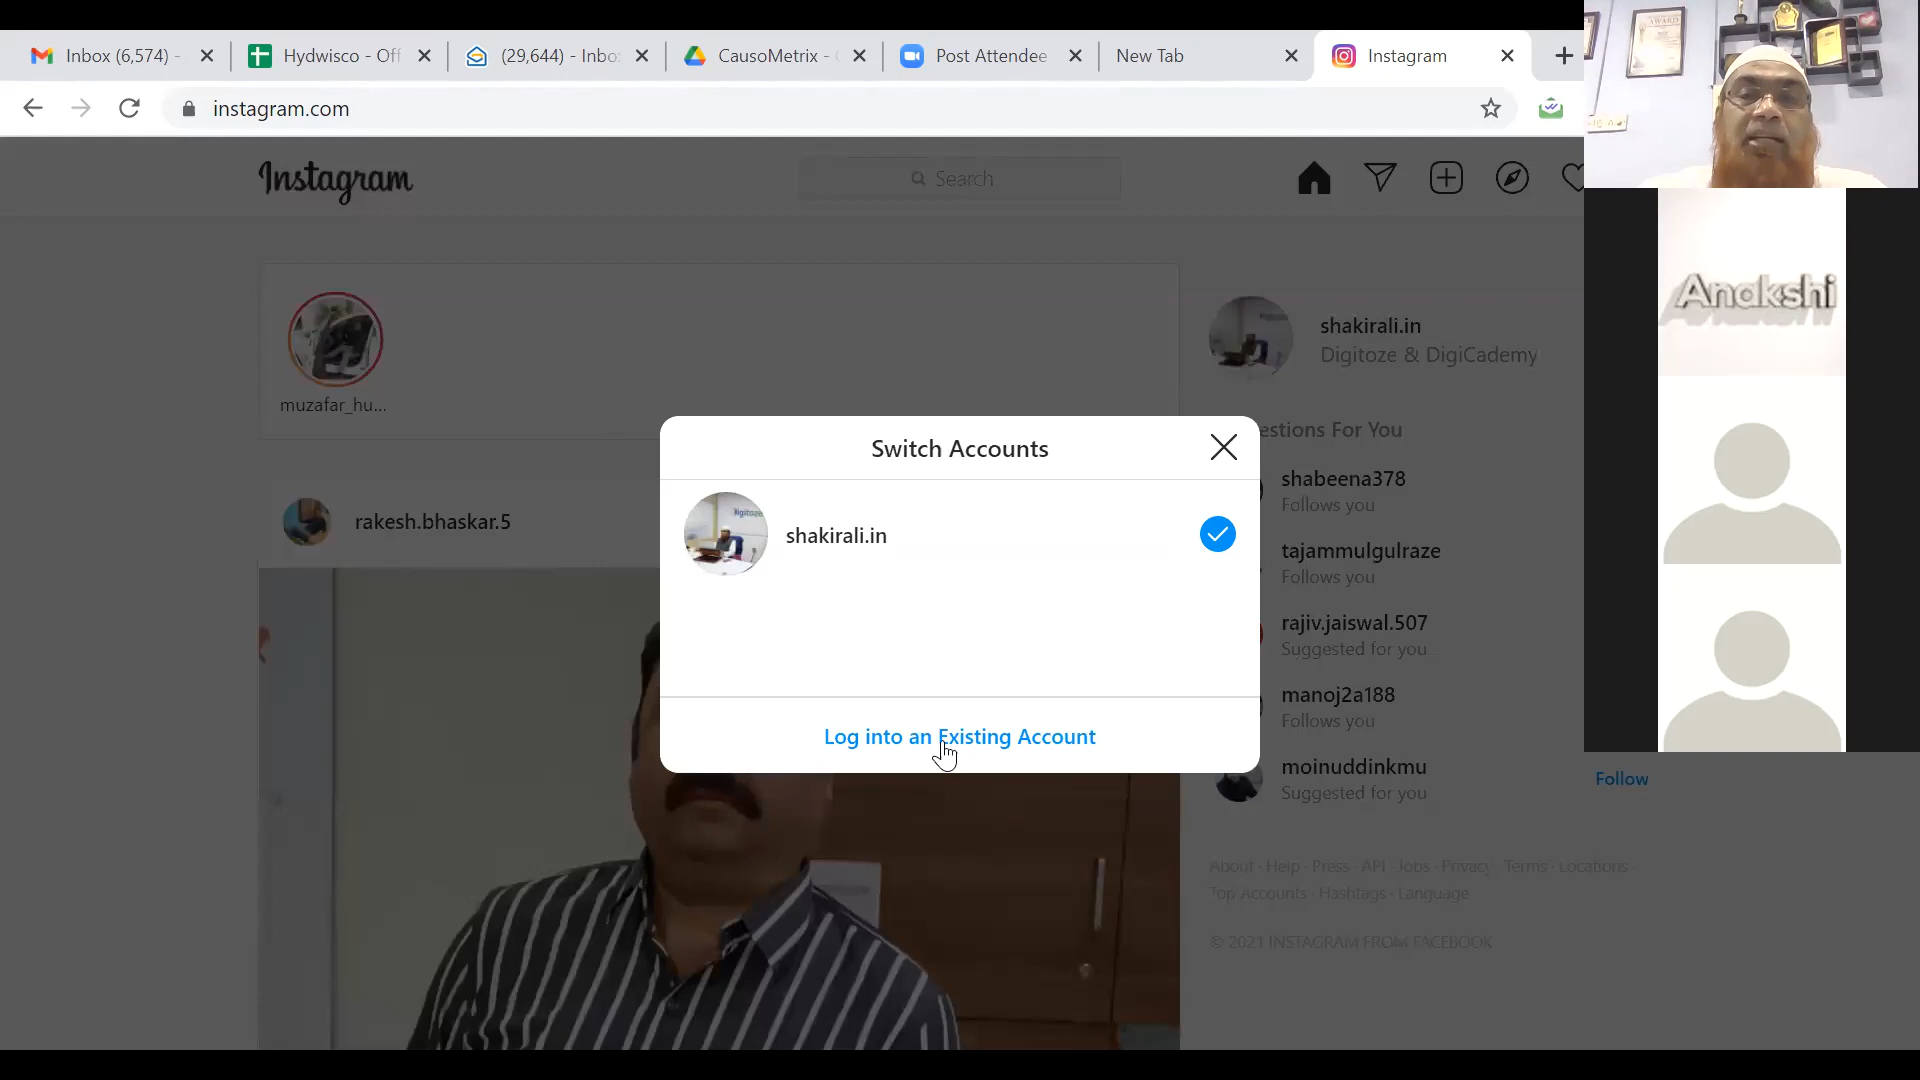 Inbox (6,574) -
Hydwisco - Off
(29,644) - Inbo
CausoMetrix -
Post Attendee
New Tab
Instagram
instagram.com
Instagram
Search
AWARD
muzafar_hu...
shakirali.in
Digitoze & DigiCademy
Anakshi
Switch Accounts
estions For You
Digitoze
shakirali.in
shabeena378
Follows you
tajammulgulraze
Follows you
rajiv.jaiswal.507
Suggested for you
manoj2a188
Follows you
rakesh.bhaskar.5
Log into an Existing Account
moinuddinkmu
Suggested for you
Follow
About · Help · Press · API · Jobs · Privacy · Terms · Locations ·
Top Accounts · Hashtags · Language
© 2021 INSTAGRAM FROM FACEBOOK